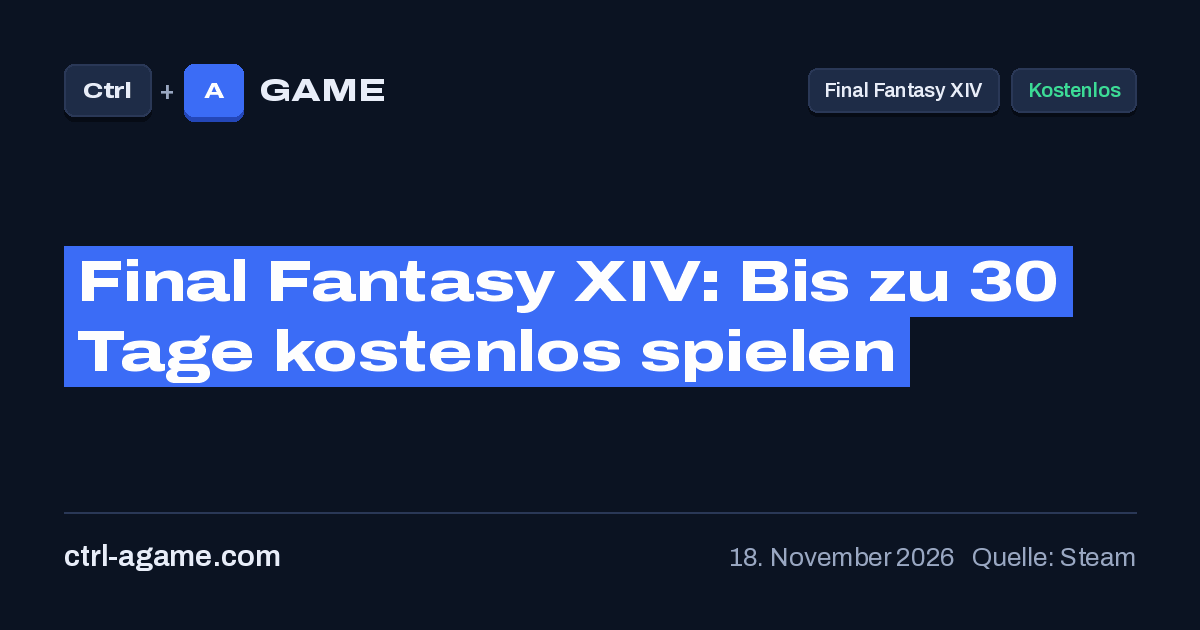 Ctrl + A GAME
Final Fantasy XIV
Kostenlos
Final Fantasy XIV: Bis zu 30
Tage kostenlos spielen
ctrl-agame.com
18. November 2026 Quelle: Steam